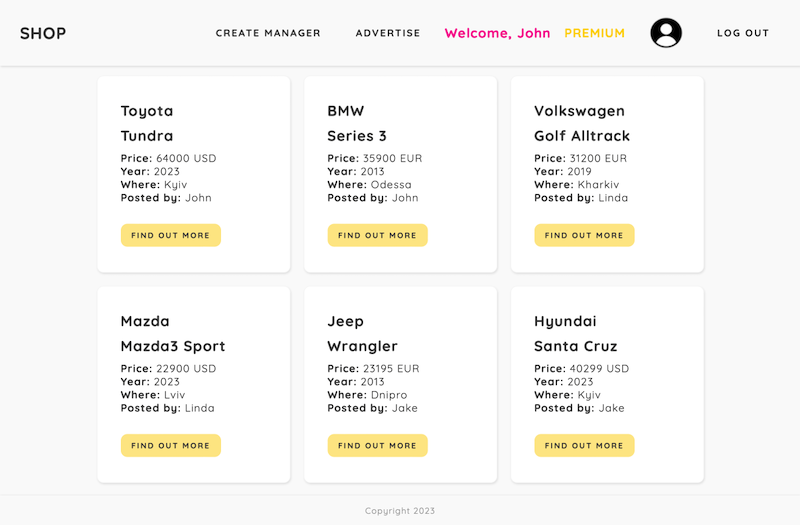 SHOP
CREATE MANAGER
ADVERTISE
Welcome, John
PREMIUM
LOG OUT
Toyota
Tundra
Price: 64000 USD
Year: 2023
Where: Kyiv
Posted by: John
FIND OUT MORE
BMW
Series 3
Price: 35900 EUR
Year: 2013
Where: Odessa
Posted by: John
FIND OUT MORE
Volkswagen
Golf Alltrack
Price: 31200 EUR
Year: 2019
Where: Kharkiv
Posted by: Linda
FIND OUT MORE
Mazda
Mazda3 Sport
Price: 22900 USD
Year: 2023
Where: Lviv
Posted by: Linda
FIND OUT MORE
Jeep
Wrangler
Price: 23195 EUR
Year: 2013
Where: Dnipro
Posted by: Jake
FIND OUT MORE
Hyundai
Santa Cruz
Price: 40299 USD
Year: 2023
Where: Kyiv
Posted by: Jake
FIND OUT MORE
Copyright 2023